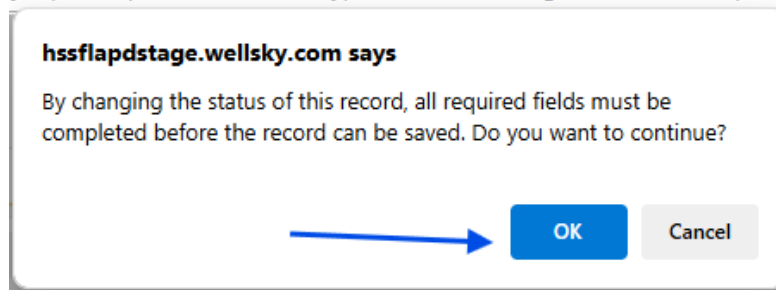 hssflapdstage.wellsky.com says
By changing the status of this record, all required fields must be
completed before the record can be saved. Do you want to continue?
OK
Cancel